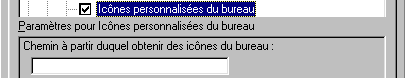 Icônes personnalisées du bureau
Paramètres pour Icônes personnalisées du bureau
Chemin à partir duquel obtenir des icônes du bureau :